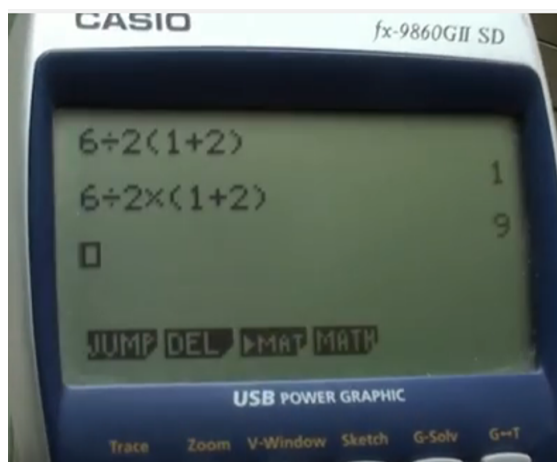 CASIO
fx-9860GII SD
6÷2(1+2)
1
6÷2×(1+2)
9
JUMP DEL ▶MAT MATH
USB POWER GRAPHIC
Trace Zoom V-Window Sketch G-Solv G↔T